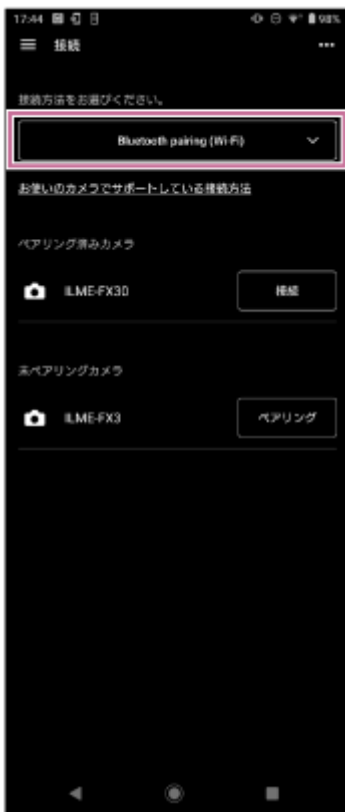 17:44 98%
接続
接続方法をお選びください。
Bluetooth pairing (Wi-Fi)
お使いのカメラでサポートしている接続方法
ペアリング済みカメラ
ILME-FX30 接続
未ペアリングカメラ
ILME-FX3 ペアリング